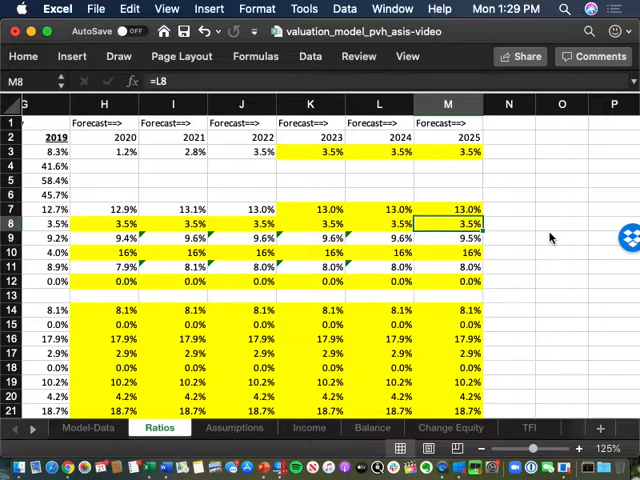 Excel File Edit View Insert Format Tools Data Window Mon 1:29 PM
AutoSave OFF valuation_model_pvh_asis-video
Home Insert Draw Page Layout Formulas Data Review View Share Comments
M8 fx =L8
G H I J K L M N O P
1 Forecast==> Forecast==> Forecast==> Forecast==> Forecast==> Forecast==>
2 2019 2020 2021 2022 2023 2024 2025
3 8.3% 1.2% 2.8% 3.5% 3.5% 3.5% 3.5%
4 41.6%
5 58.4%
6 45.7%
7 12.7% 12.9% 13.1% 13.0% 13.0% 13.0% 13.0%
8 3.5% 3.5% 3.5% 3.5% 3.5% 3.5% 3.5%
9 9.2% 9.4% 9.6% 9.6% 9.6% 9.6% 9.5%
10 4.0% 16% 16% 16% 16% 16% 16%
11 8.9% 7.9% 8.1% 8.0% 8.0% 8.0% 8.0%
12 0.0% 0.0% 0.0% 0.0% 0.0% 0.0% 0.0%
13
14 8.1% 8.1% 8.1% 8.1% 8.1% 8.1% 8.1%
15 0.0% 0.0% 0.0% 0.0% 0.0% 0.0% 0.0%
16 17.9% 17.9% 17.9% 17.9% 17.9% 17.9% 17.9%
17 2.9% 2.9% 2.9% 2.9% 2.9% 2.9% 2.9%
18 0.0% 0.0% 0.0% 0.0% 0.0% 0.0% 0.0%
19 10.2% 10.2% 10.2% 10.2% 10.2% 10.2% 10.2%
20 4.2% 4.2% 4.2% 4.2% 4.2% 4.2% 4.2%
21 18.7% 18.7% 18.7% 18.7% 18.7% 18.7% 18.7%
Model-Data Ratios Assumptions Income Balance Change Equity TFI
125%